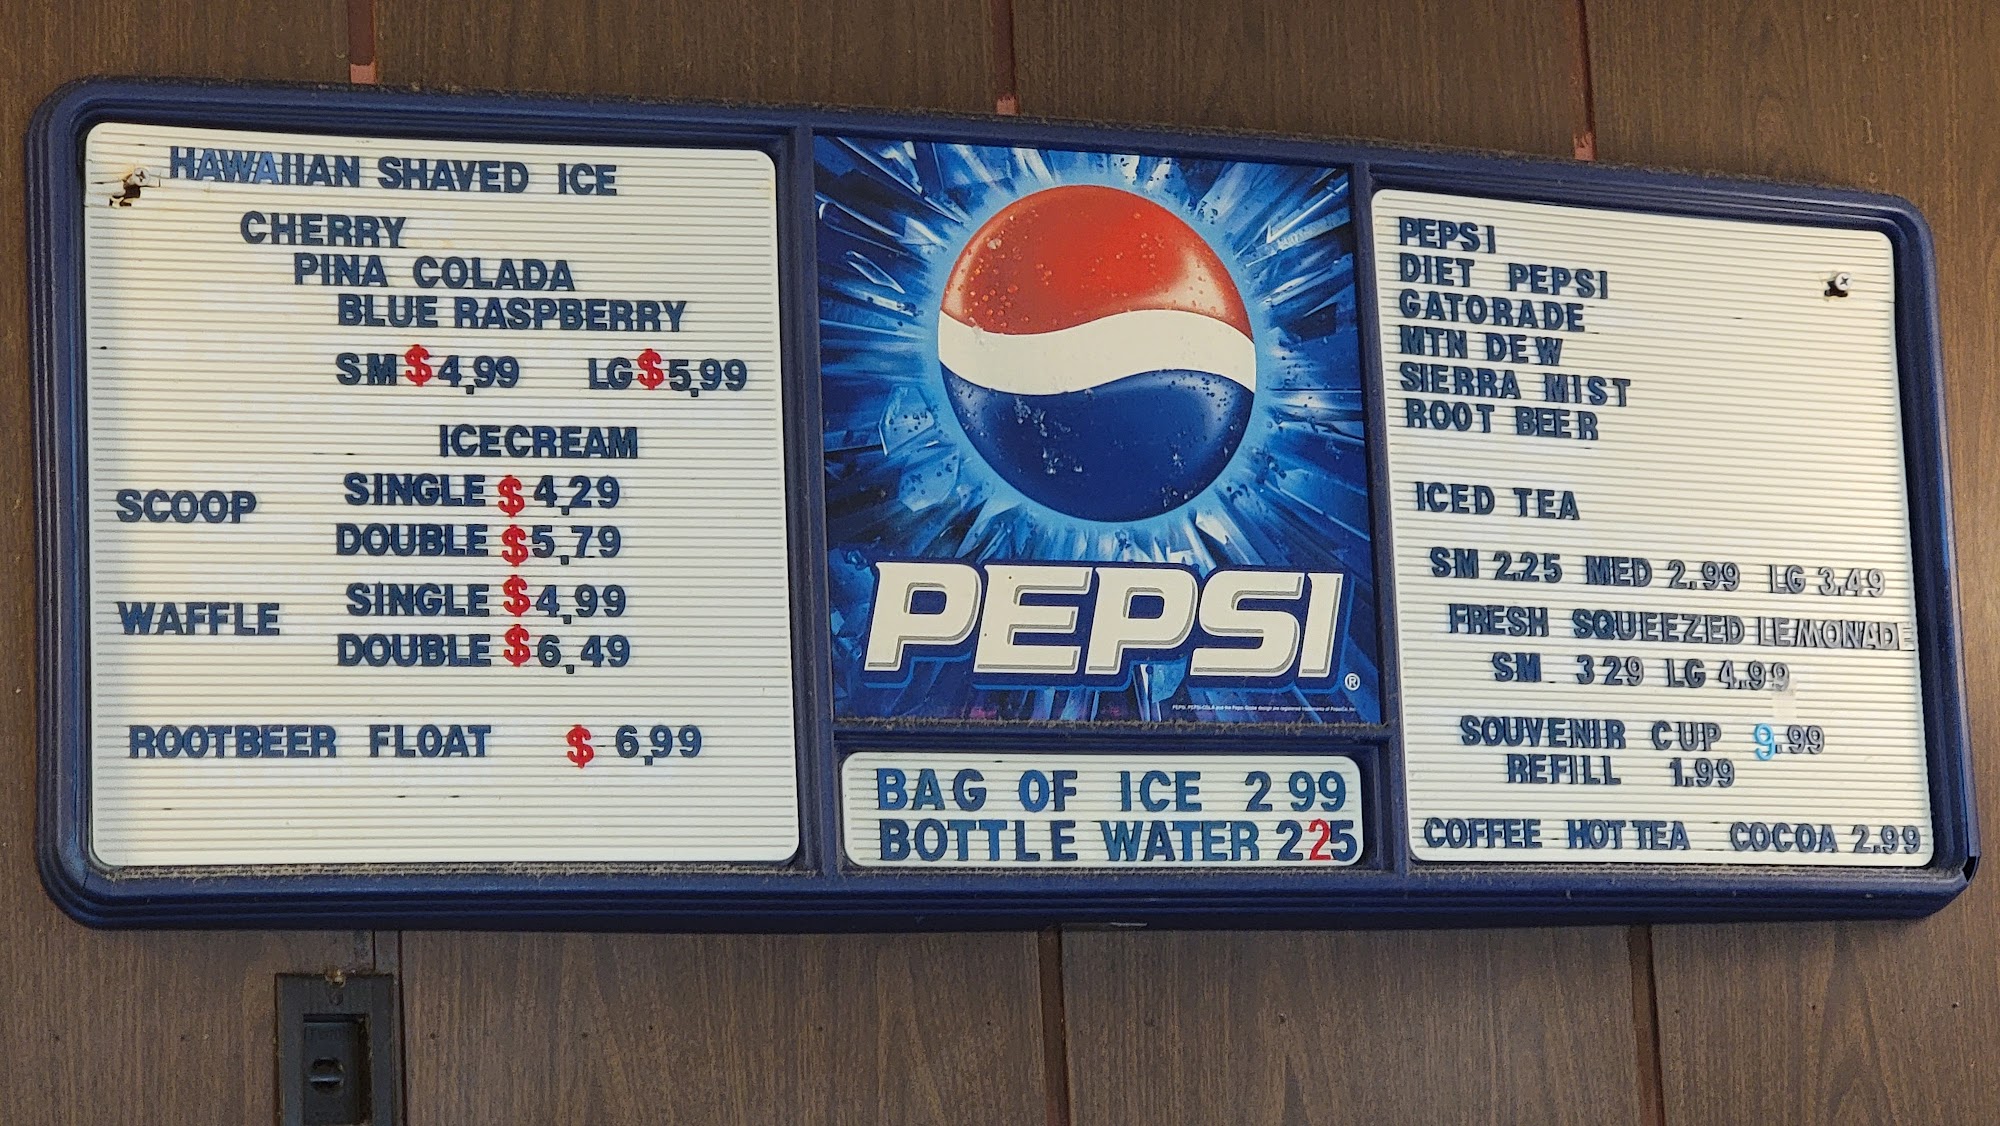 HAWAIIAN SHAVED ICE
CHERRY
PINA COLADA
BLUE RASPBERRY
SM $4,99 LG $5,99
ICECREAM
SCOOP
SINGLE $4,29
DOUBLE $5,79
WAFFLE
SINGLE $4,99
DOUBLE $6,49
ROOTBEER FLOAT $6,99
PEPSI®
BAG OF ICE 2 99
BOTTLE WATER 2 25
PEPSI
DIET PEPSI
GATORADE
MTN DEW
SIERRA MIST
ROOT BEER
ICED TEA
SM 2.25 MED 2.99 LG 3.49
FRESH SQUEEZED LEMONADE
SM 3 29 LG 4.99
SOUVENIR CUP 9.99
REFILL 1.99
COFFEE HOT TEA COCOA 2.99